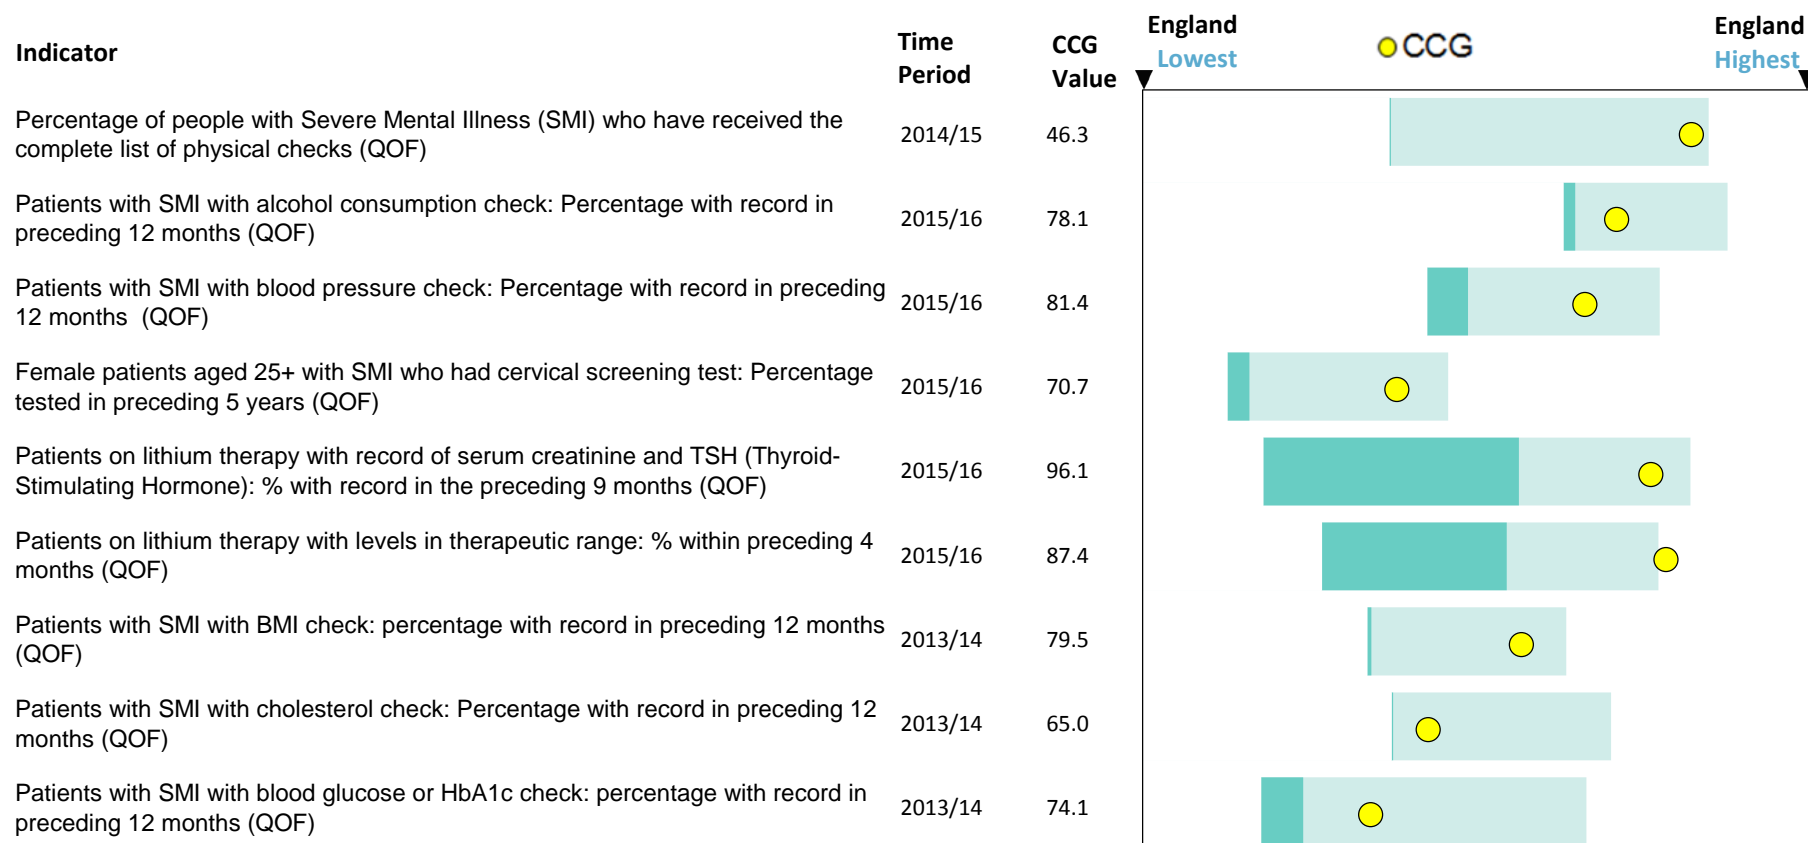 Indicator
Time
Period
CCG
Value
England
Lowest
CCG
England
Highest
Percentage of people with Severe Mental Illness (SMI) who have received the
complete list of physical checks (QOF)
2014/15
46.3
Patients with SMI with alcohol consumption check: Percentage with record in
preceding 12 months (QOF)
2015/16
78.1
Patients with SMI with blood pressure check: Percentage with record in preceding
12 months  (QOF)
2015/16
81.4
Female patients aged 25+ with SMI who had cervical screening test: Percentage
tested in preceding 5 years (QOF)
2015/16
70.7
Patients on lithium therapy with record of serum creatinine and TSH (Thyroid-
Stimulating Hormone): % with record in the preceding 9 months (QOF)
2015/16
96.1
Patients on lithium therapy with levels in therapeutic range: % within preceding 4
months (QOF)
2015/16
87.4
Patients with SMI with BMI check: percentage with record in preceding 12 months
(QOF)
2013/14
79.5
Patients with SMI with cholesterol check: Percentage with record in preceding 12
months (QOF)
2013/14
65.0
Patients with SMI with blood glucose or HbA1c check: percentage with record in
preceding 12 months (QOF)
2013/14
74.1